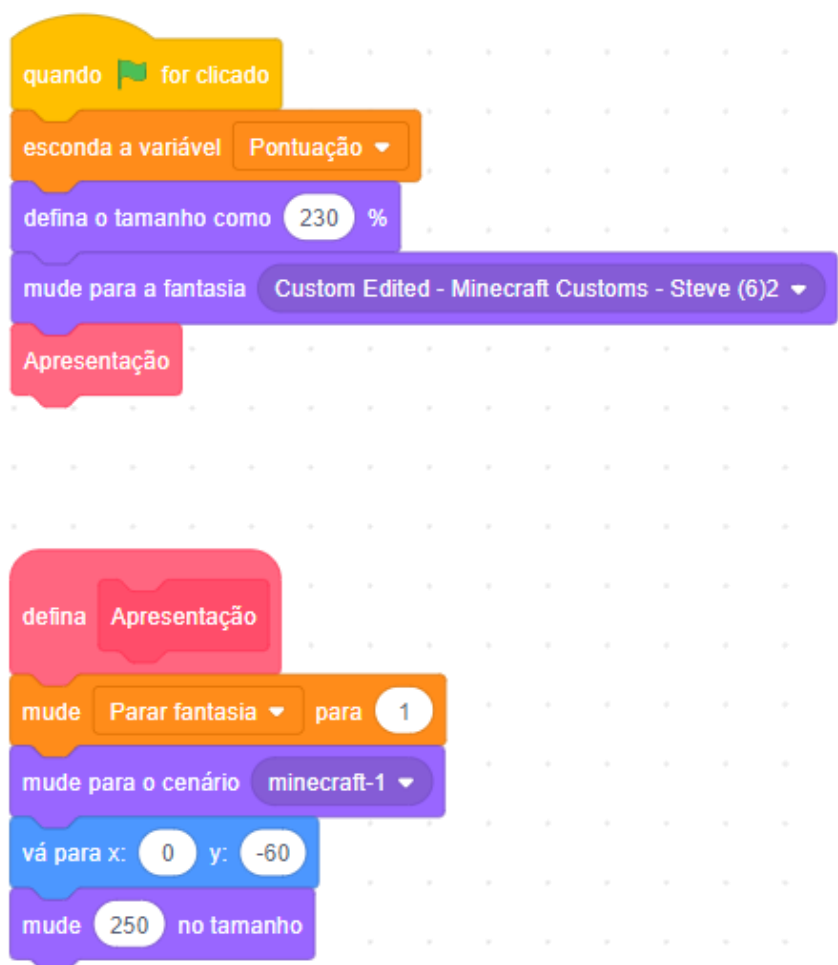 quando for clicado
esconda a variável Pontuação
defina o tamanho como 230 %
mude para a fantasia Custom Edited - Minecraft Customs - Steve (6)2
Apresentação
defina Apresentação
mude Parar fantasia para 1
mude para o cenário minecraft-1
vá para x: 0 y: -60
mude 250 no tamanho